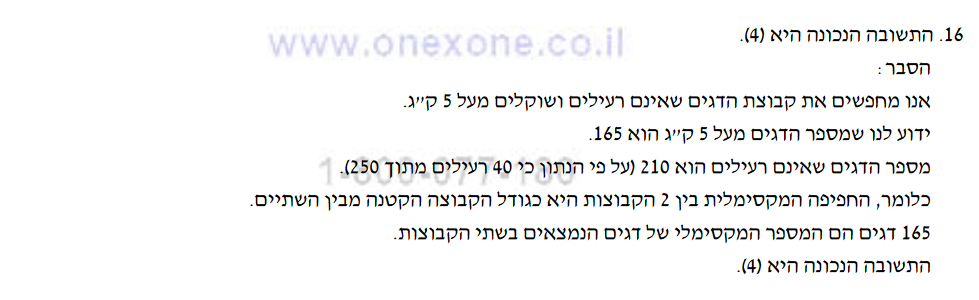 www.onexone.co.il
16. התשובה הנכונה היא (4).
הסבר :
אנו מחפשים את קבוצת הדגים שאינם רעילים ושוקלים מעל 5 ק״ג.
ידוע לנו שמספר הדגים מעל 5 ק״ג הוא 165.
מספר הדגים שאינם רעילים הוא 210 (על פי הנתון כי 40 רעילים מתוך 250).
כלומר, החפיפה המקסימלית בין 2 הקבוצות היא כגודל הקבוצה הקטנה מבין השתיים.
165 דגים הם המספר המקסימלי של דגים הנמצאים בשתי הקבוצות.
התשובה הנכונה היא (4).